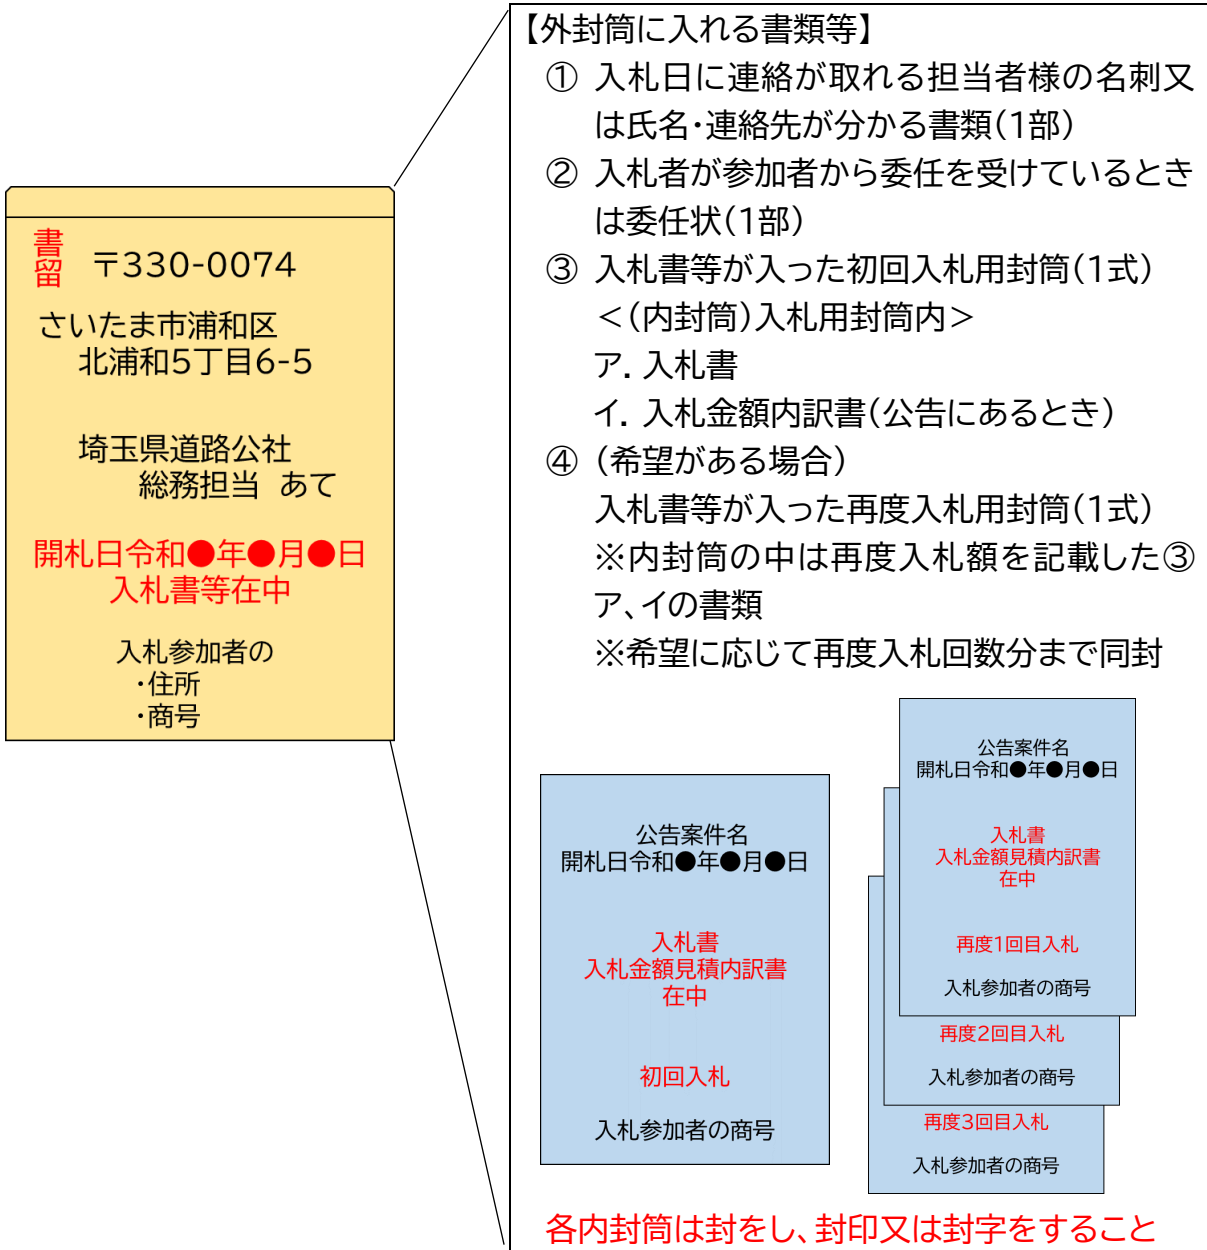 書留
〒330-0074
さいたま市浦和区
北浦和5丁目6-5
埼玉県道路公社
総務担当 あて
開札日令和●年●月●日
入札書等在中
入札参加者の
・住所
・商号
【外封筒に入れる書類等】
① 入札日に連絡が取れる担当者様の名刺又
は氏名・連絡先が分かる書類(1部)
② 入札者が参加者から委任を受けているとき
は委任状(1部)
③ 入札書等が入った初回入札用封筒(1式)
<(内封筒)入札用封筒内>
ア. 入札書
イ. 入札金額内訳書(公告にあるとき)
④ (希望がある場合)
入札書等が入った再度入札用封筒(1式)
※内封筒の中は再度入札額を記載した③
ア、イの書類
※希望に応じて再度入札回数分まで同封
公告案件名
開札日令和●年●月●日
入札書
入札金額見積内訳書
在中
初回入札
入札参加者の商号
公告案件名
開札日令和●年●月●日
入札書
入札金額見積内訳書
在中
再度1回目入札
入札参加者の商号
再度2回目入札
入札参加者の商号
再度3回目入札
入札参加者の商号
各内封筒は封をし、封印又は封字をすること